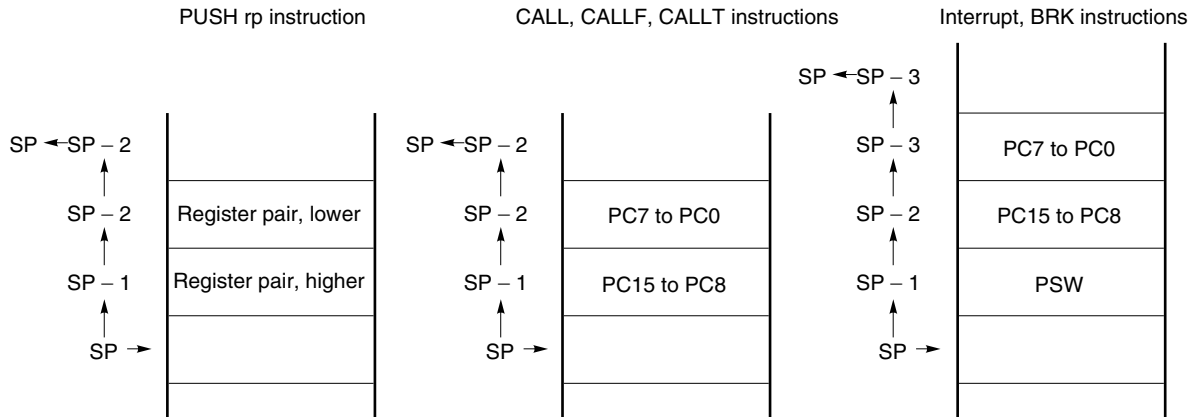 PUSH rp instruction
SP ← SP – 2
SP – 2
Register pair, lower
SP – 1
Register pair, higher
SP →
CALL, CALLF, CALLT instructions
SP ← SP – 2
SP – 2
PC7 to PC0
SP – 1
PC15 to PC8
SP →
Interrupt, BRK instructions
SP ← SP – 3
SP – 3
PC7 to PC0
SP – 2
PC15 to PC8
SP – 1
PSW
SP →